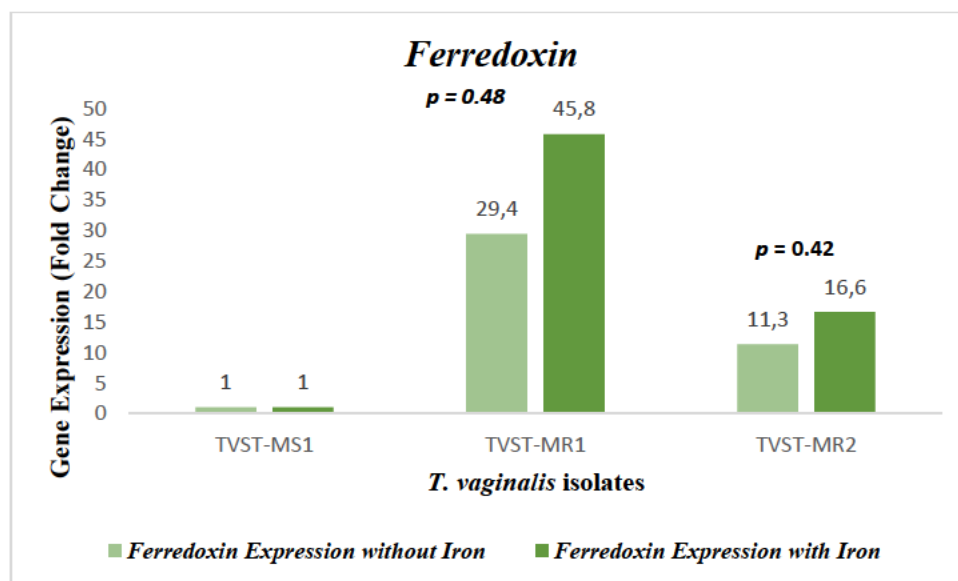 Ferredoxin
p = 0.48
50
45
40
35
30
25
20
15
10
5
0
Gene Expression (Fold Change)
1
1
29,4
45,8
p = 0.42
11,3
16,6
TVST-MS1
TVST-MR1
TVST-MR2
T. vaginalis isolates
Ferredoxin Expression without Iron
Ferredoxin Expression with Iron